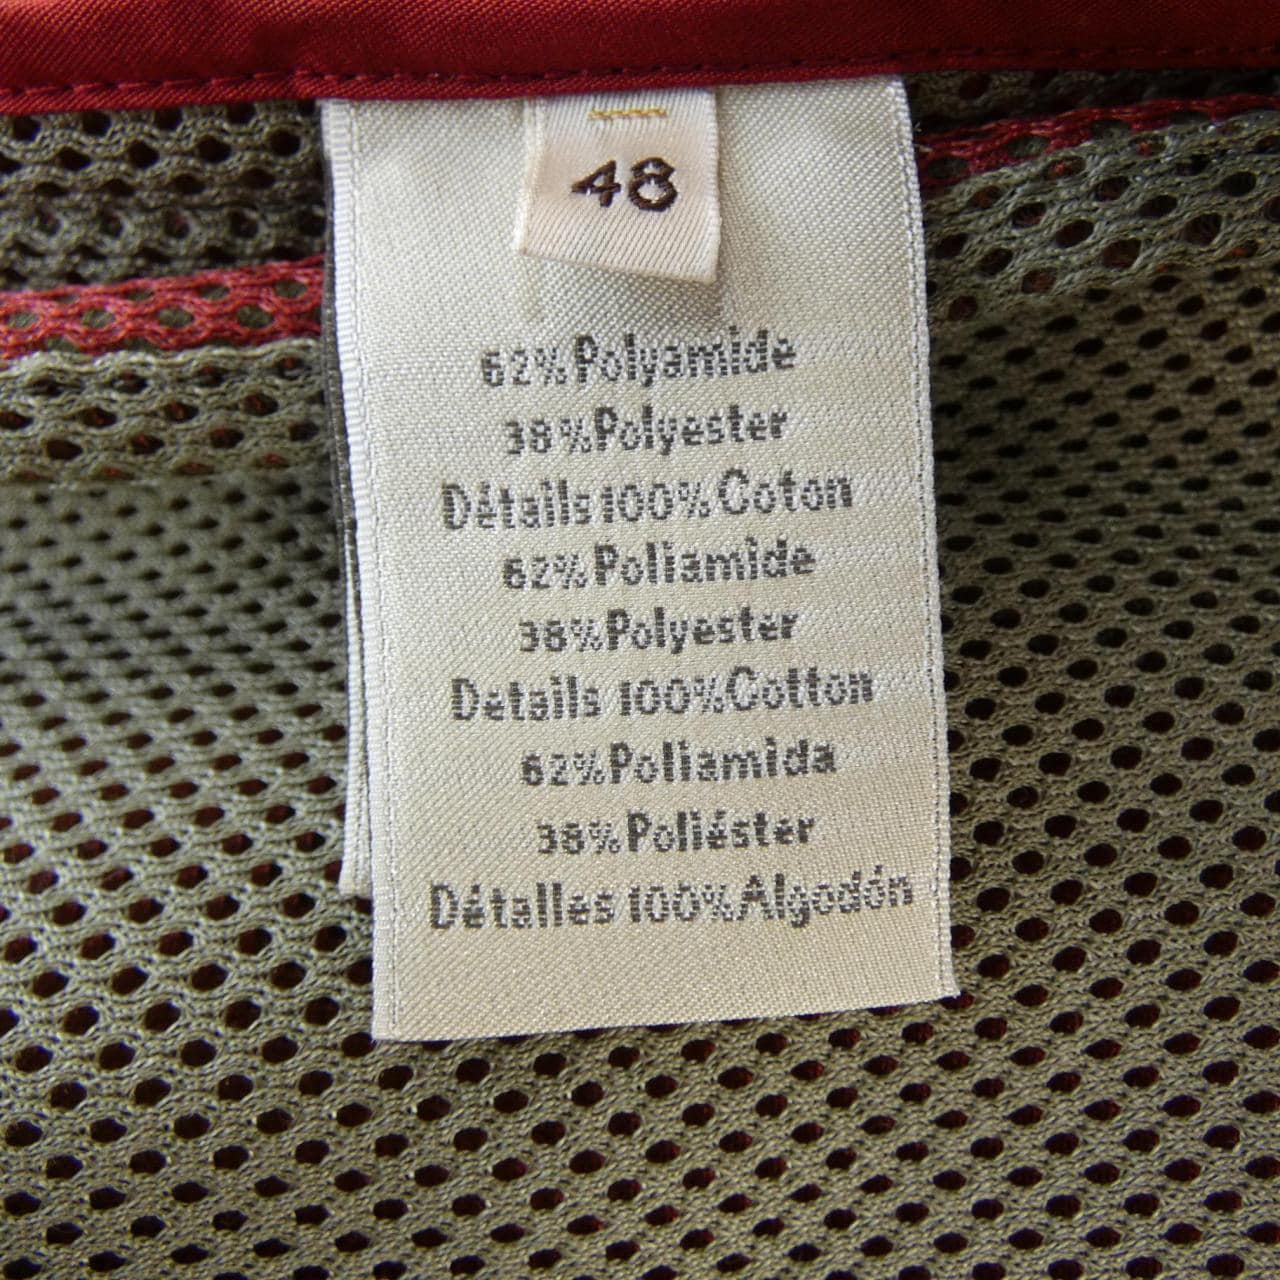 48
62% Polyamide
38% Polyester
Détails 100% Coton
62% Poliamide
38% Polyester
Details 100% Cotton
62% Poliamida
38% Poliéster
Détalles 100% Algodón